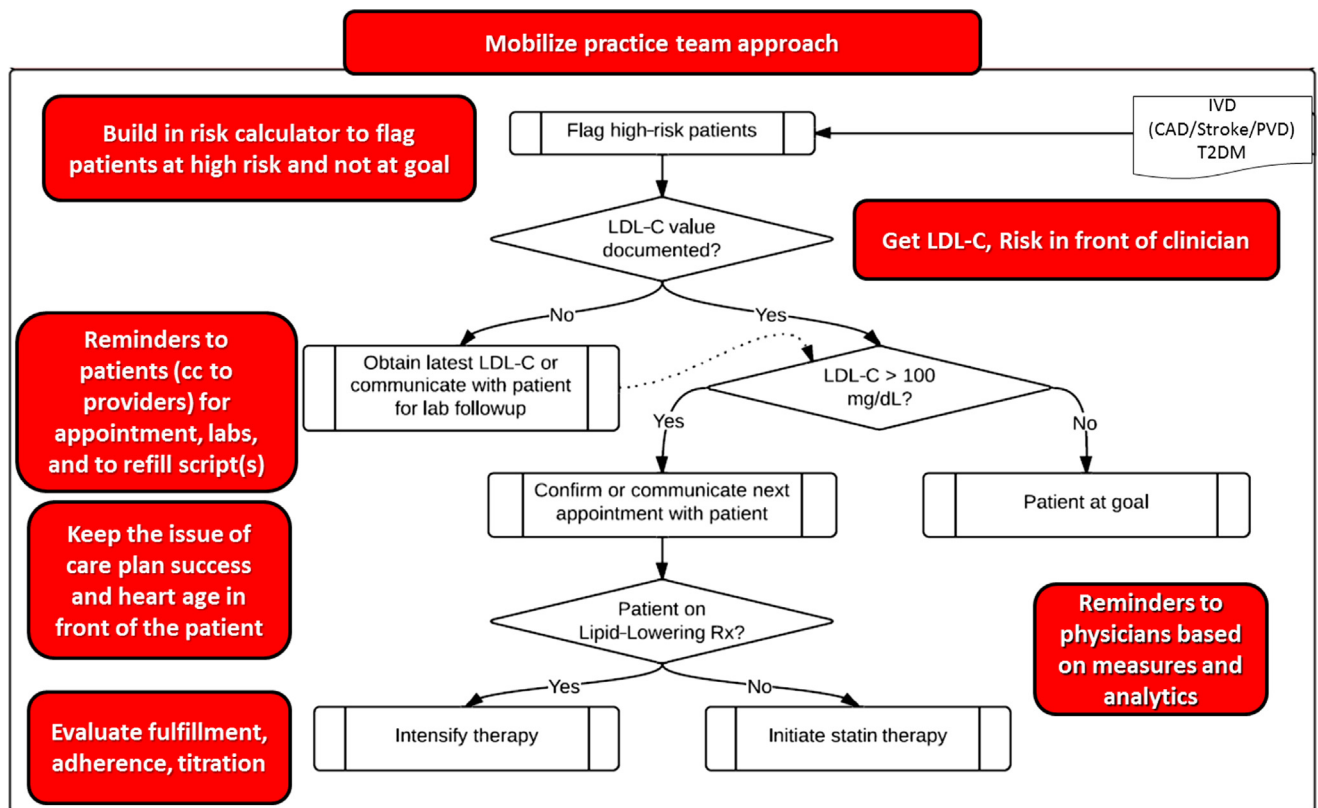 Mobilize practice team approach
Build in risk calculator to flag
patients at high risk and not at goal
Flag high-risk patients
IVD
(CAD/Stroke/PVD)
T2DM
LDL-C value
documented?
Get LDL-C, Risk in front of clinician
No
Yes
Reminders to
patients (cc to
providers) for
appointment, labs,
and to refill script(s)
Obtain latest LDL-C or
communicate with patient
for lab followup
LDL-C > 100
mg/dL?
Yes
No
Confirm or communicate next
appointment with patient
Patient at goal
Keep the issue of
care plan success
and heart age in
front of the patient
Patient on
Lipid-Lowering Rx?
Reminders to
physicians based
on measures and
analytics
Yes
No
Evaluate fulfillment,
adherence, titration
Intensify therapy
Initiate statin therapy